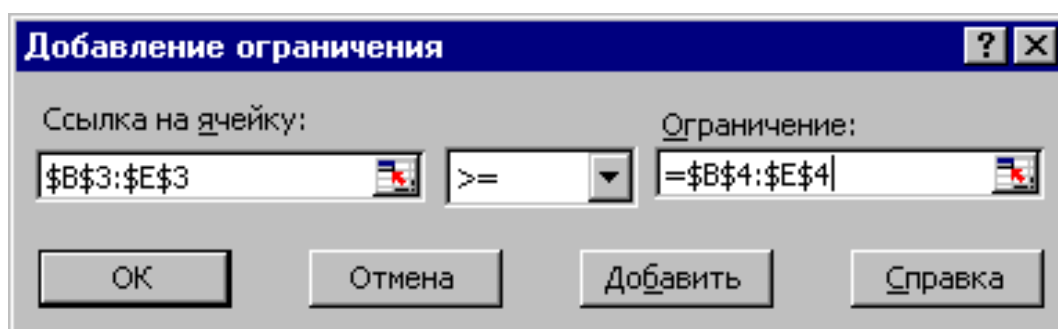 Добавление ограничения
Ссылка на ячейку:
Ограничение:
$B$3:$E$3
>=
=$B$4:$E$4
ОК
Отмена
Добавить
Справка